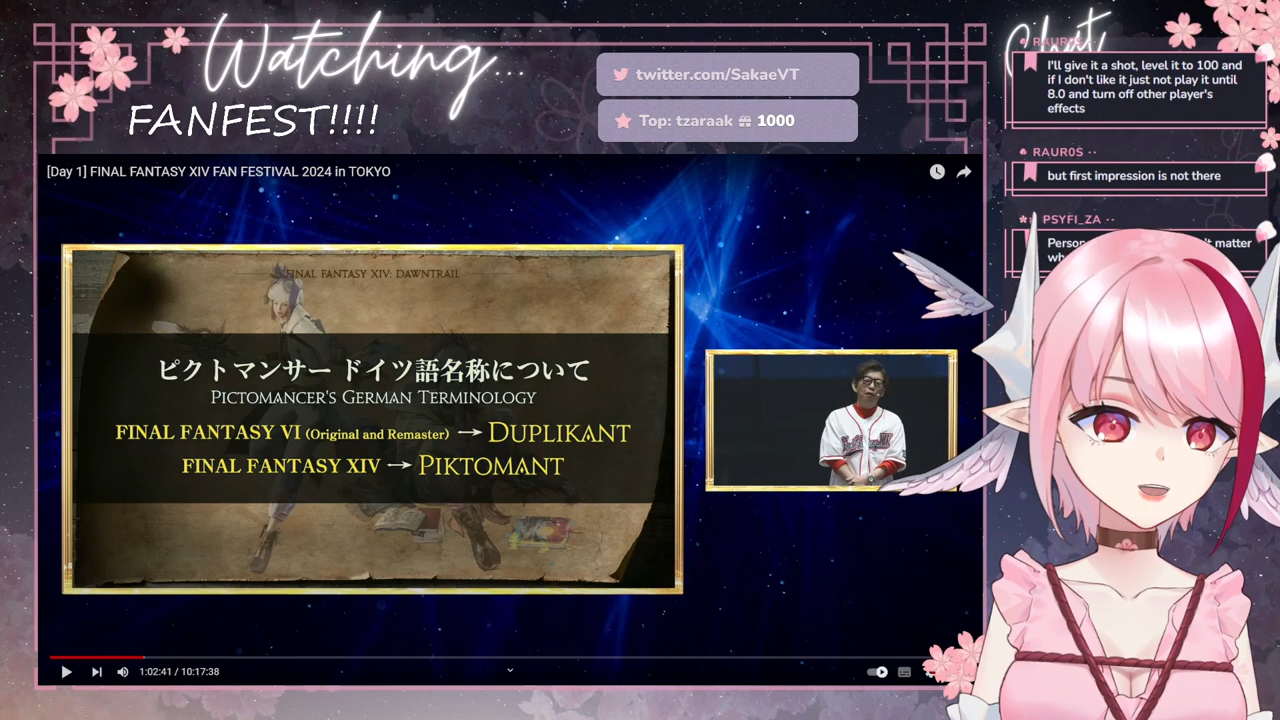 Watching...
FANFEST!!!!
twitter.com/SakaeVT
Top: tzaraak 1000
Chat
RAUR0S
I'll give it a shot, level it to 100 and
if I don't like it just not play it until
8.0 and turn off other player's
effects
RAUR0S
but first impression is not there
PSYFI_ZA
matter
[Day 1] FINAL FANTASY XIV FAN FESTIVAL 2024 in TOKYO
FINAL FANTASY XIV: DAWNTRAIL
ピクトマンサー ドイツ語名称について
PICTOMANCER'S GERMAN TERMINOLOGY
FINAL FANTASY VI (Original and Remaster) → DUPLIKANT
FINAL FANTASY XIV → PIKTOMANT
1:02:41 / 10:17:38